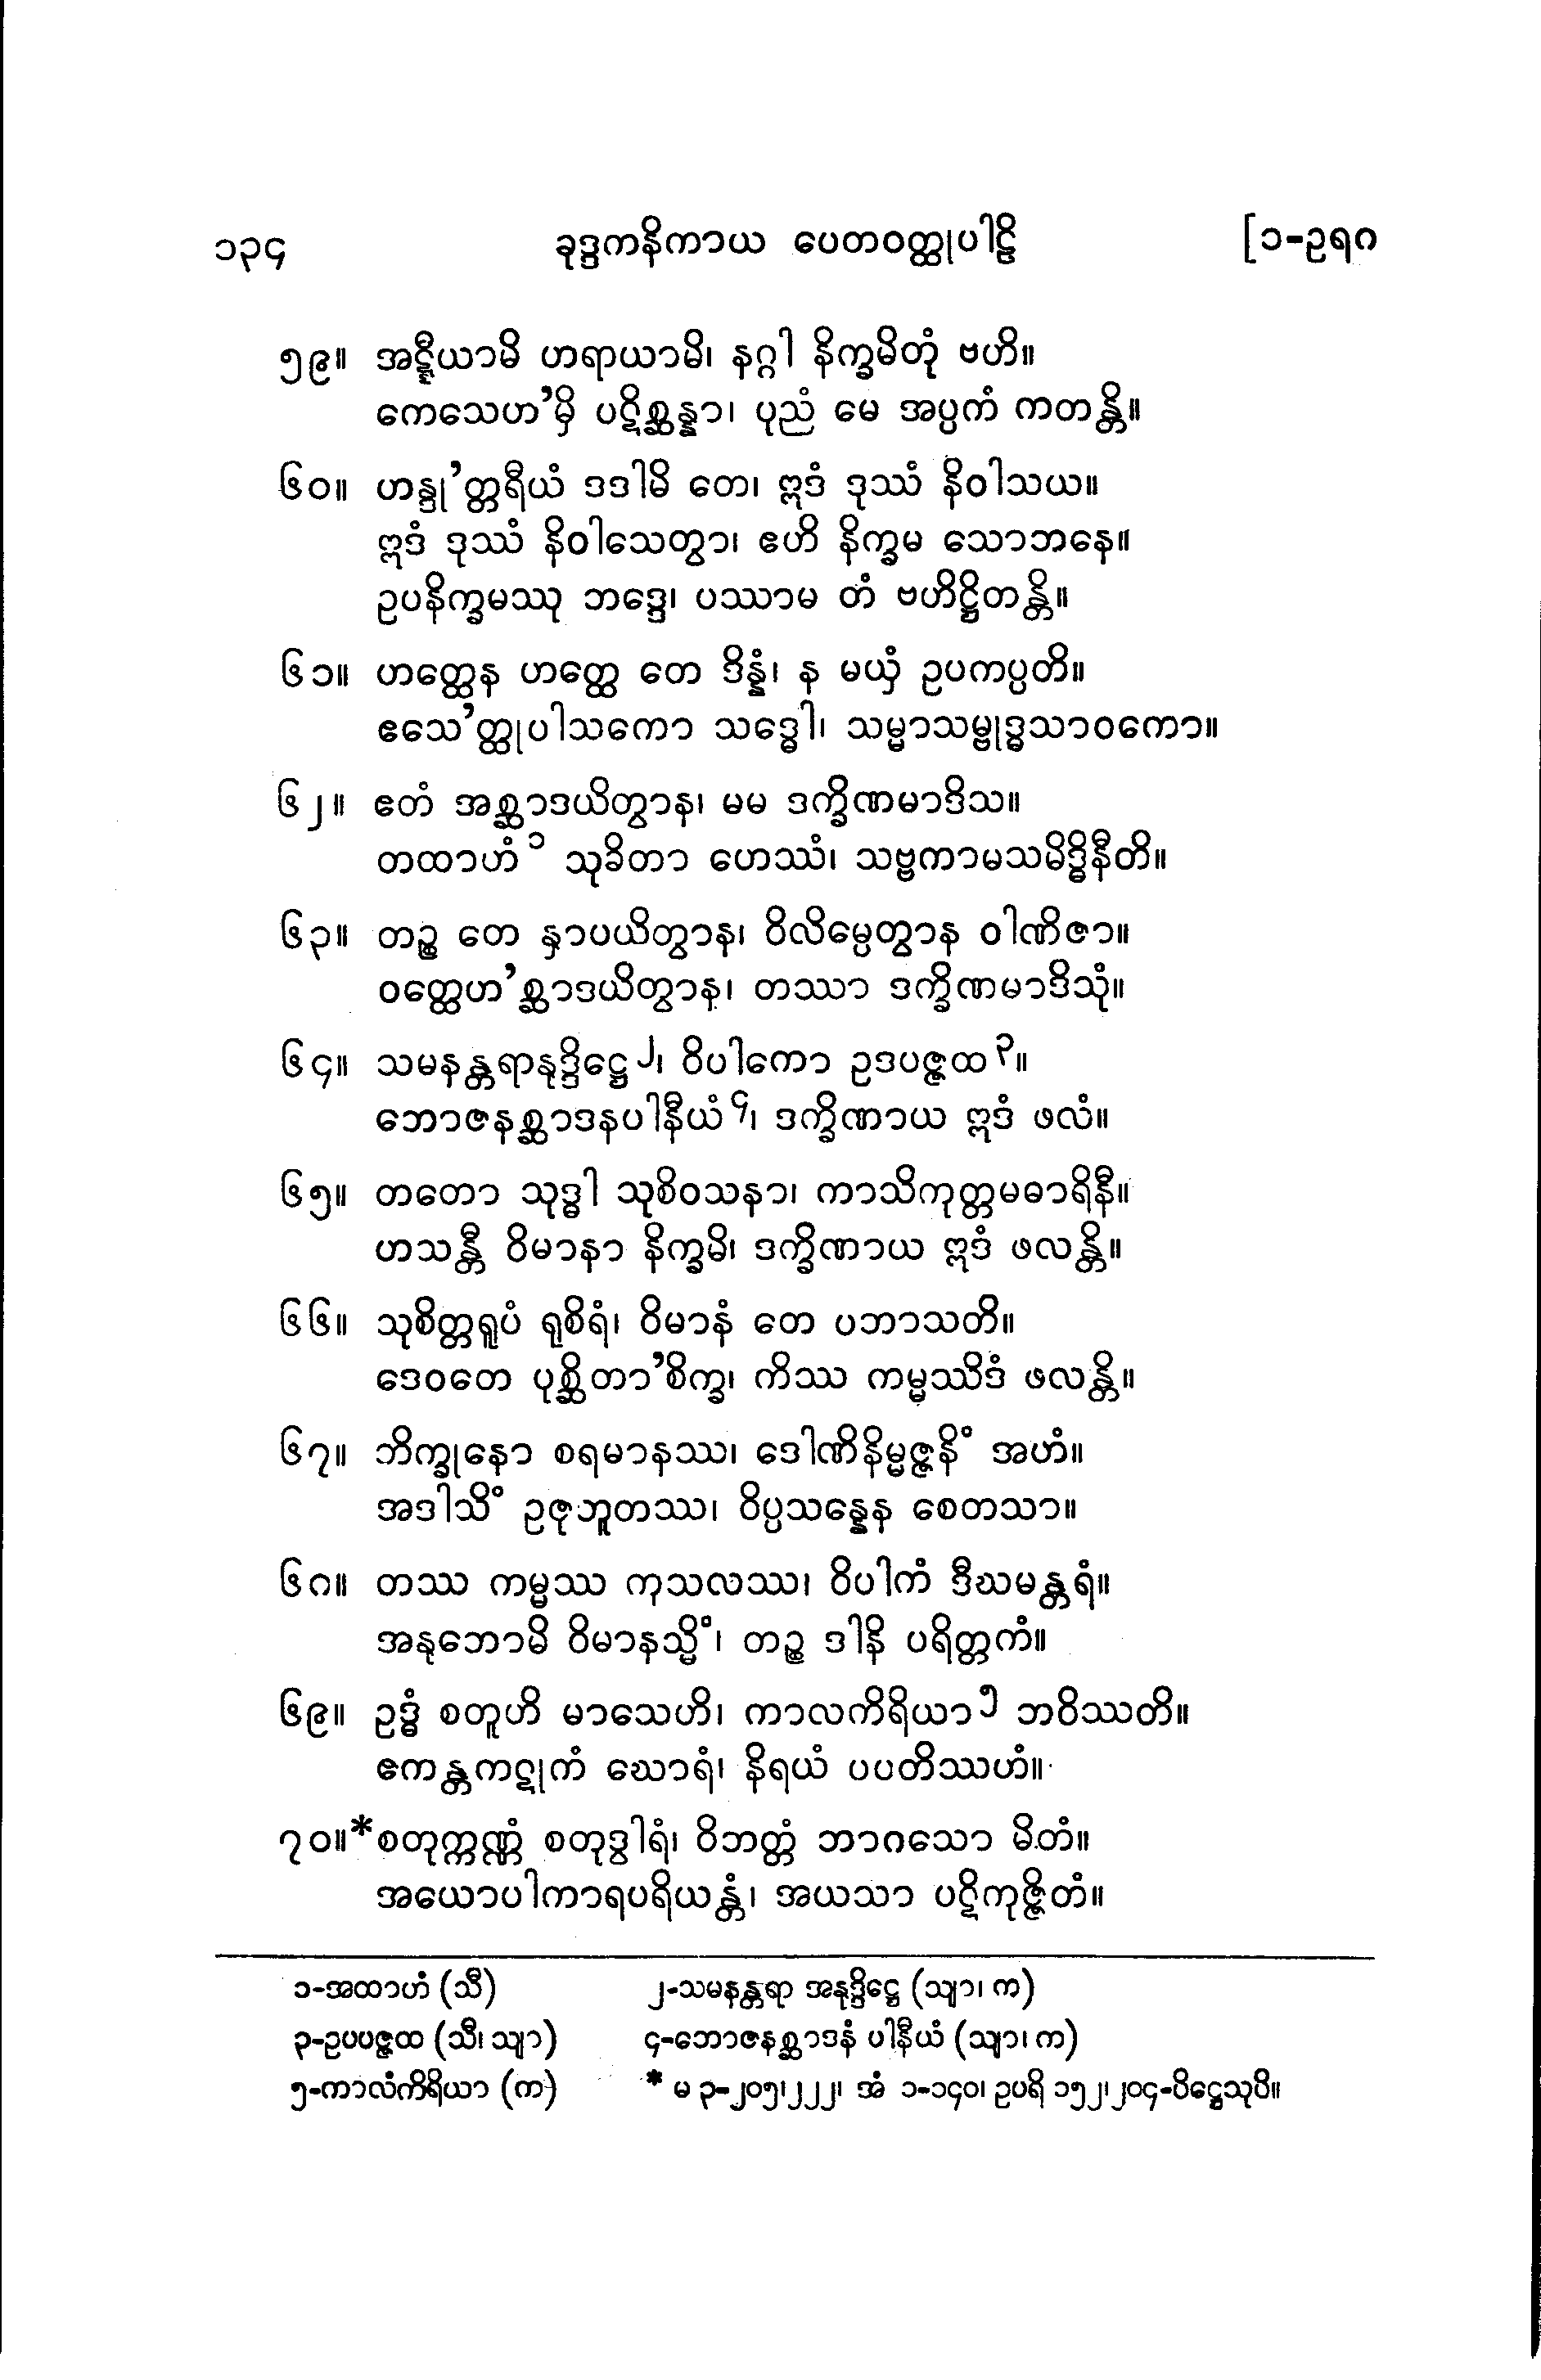 ၁၃၄ ခုဒ္ဒကနိကာယ ပေတဝတ္ထုပါဠိ [၁-ဥရဂ
၅၉။ အဋ္ဋီယာမိ ဟရာယာမိ၊ နဂ္ဂါ နိက္ခမိတုံ ဗဟိ။
ကေသေဟ’မှိ ပဋိစ္ဆန္နာ၊ ပုညံ မေ အပ္ပကံ ကတန္တိ။
၆၀။ ဟန္ဒု’တ္တရီယံ ဒဒါမိ တေ၊ ဣဒံ ဒုဿံ နိဝါသယ။
ဣဒံ ဒုဿံ နိဝါသေတွာ၊ ဧဟိ နိက္ခမ သောဘနေ။
ဥပနိက္ခမဿု ဘဒ္ဒေ၊ ပဿာမ တံ ဗဟိဋ္ဌိတန္တိ။
၆၁။ ဟတ္ထေန ဟတ္ထေ တေ ဒိန္နံ၊ န မယှံ ဥပကပ္ပတိ။
ဧသေ’တ္ထုပါသကော သဒ္ဓေါ၊ သမ္မာသမ္ဗုဒ္ဓသာဝကော။
၆၂။ ဧတံ အစ္ဆာဒယိတွာန၊ မမ ဒက္ခိဏမာဒိသ။
တထာဟံ ၁ သုခိတာ ဟေဿံ၊ သဗ္ဗကာမသမိဒ္ဓိနီတိ။
၆၃။ တဉ္စ တေ နှာပယိတွာန၊ ဝိလိမ္ပေတွာန ဝါဏိဇာ။
ဝတ္ထေဟ’စ္ဆာဒယိတွာန၊ တဿာ ဒက္ခိဏမာဒိသုံ။
၆၄။ သမနန္တရာနုဒ္ဒိဋ္ဌေ ၂၊ ဝိပါကော ဥဒပဇ္ဇထ ၃။
ဘောဇနစ္ဆာဒနပါနီယံ ၄၊ ဒက္ခိဏာယ ဣဒံ ဖလံ။
၆၅။ တတော သုဒ္ဓါ သုစိဝသနာ၊ ကာသိကုတ္တမဓာရိနီ။
ဟသန္တီ ဝိမာနာ နိက္ခမိ၊ ဒက္ခိဏာယ ဣဒံ ဖလန္တိ။
၆၆။ သုစိတ္တရူပံ ရုစိရံ၊ ဝိမာနံ တေ ပဘာသတိ။
ဒေဝတေ ပုစ္ဆိတာ’စိက္ခ၊ ကိဿ ကမ္မဿိဒံ ဖလန္တိ။
၆၇။ ဘိက္ခုနော စရမာနဿ၊ ဒေါဏိနိမ္မဇ္ဇနိံ အဟံ။
အဒါသိံ ဥဇုဘူတဿ၊ ဝိပ္ပသန္နေန စေတသာ။
၆၈။ တဿ ကမ္မဿ ကုသလဿ၊ ဝိပါကံ ဒီဃမန္တရံ။
အနုဘောမိ ဝိမာနသ္မိံ၊ တဉ္စ ဒါနိ ပရိတ္တကံ။
၆၉။ ဥဒ္ဓံ စတူဟိ မာသေဟိ၊ ကာလကိရိယာ ၅ ဘဝိဿတိ။
ဧကန္တကဋုကံ ဃောရံ၊ နိရယံ ပပတိဿဟံ။
၇၀။*စတုက္ကဏ္ဏံ စတုဒွါရံ၊ ဝိဘတ္တံ ဘာဂသော မိတံ။
အယောပါကာရပရိယန္တံ၊ အယသာ ပဋိကုဇ္ဇိတံ။
၁-အထာဟံ (သီ) ၂-သမနန္တရာ အနုဒ္ဒိဋ္ဌေ (သျာ၊ က)
၃-ဥပပဇ္ဇထ (သီ၊ သျာ) ၄-ဘောဇနစ္ဆာဒနံ ပါနီယံ (သျာ၊ က)
၅-ကာလံကိရိယာ (က) * မ ၃-၂၀၅၊၂၂၂၊ အံ ၁-၁၄၀၊ ဥပရိ ၁၅၂၊၂၀၄-ပိဋ္ဌေသုပိ။